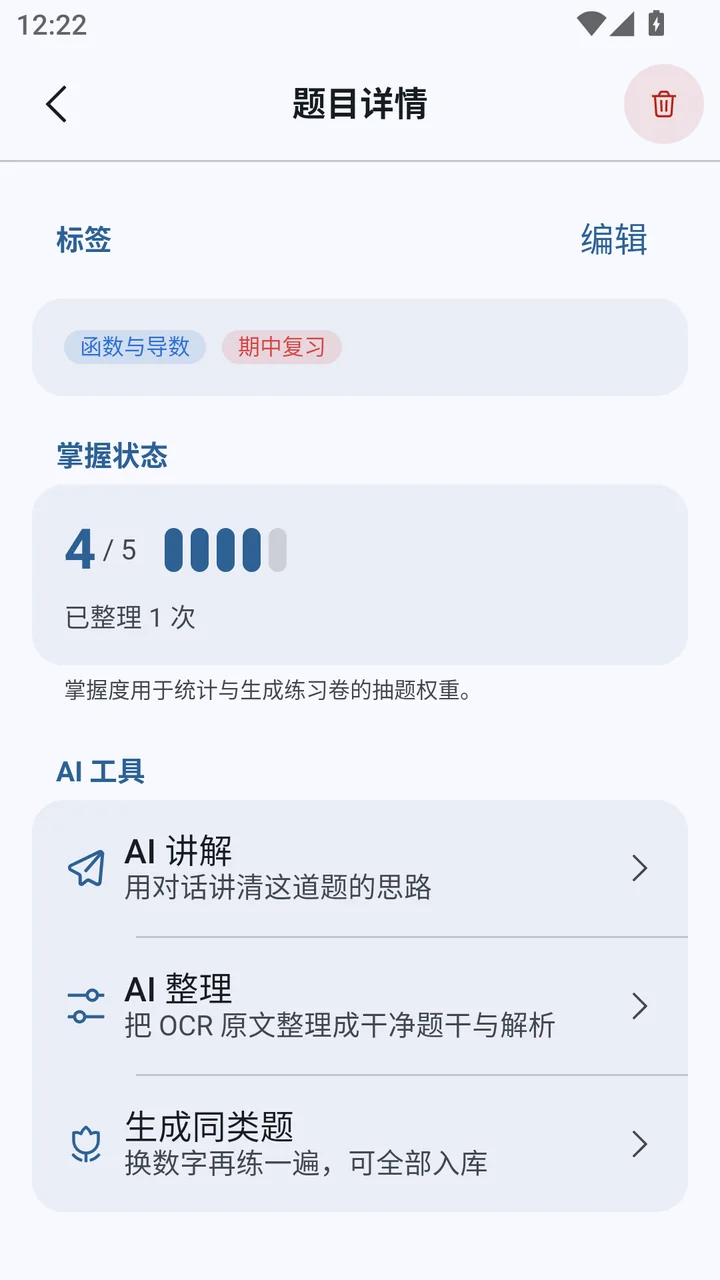 12:22
题目详情
标签
编辑
函数与导数 期中复习
掌握状态
4 / 5
已整理 1 次
掌握度用于统计与生成练习卷的抽题权重。
AI 工具
AI 讲解
用对话讲清这道题的思路
AI 整理
把 OCR 原文整理成干净题干与解析
生成同类题
换数字再练一遍，可全部入库